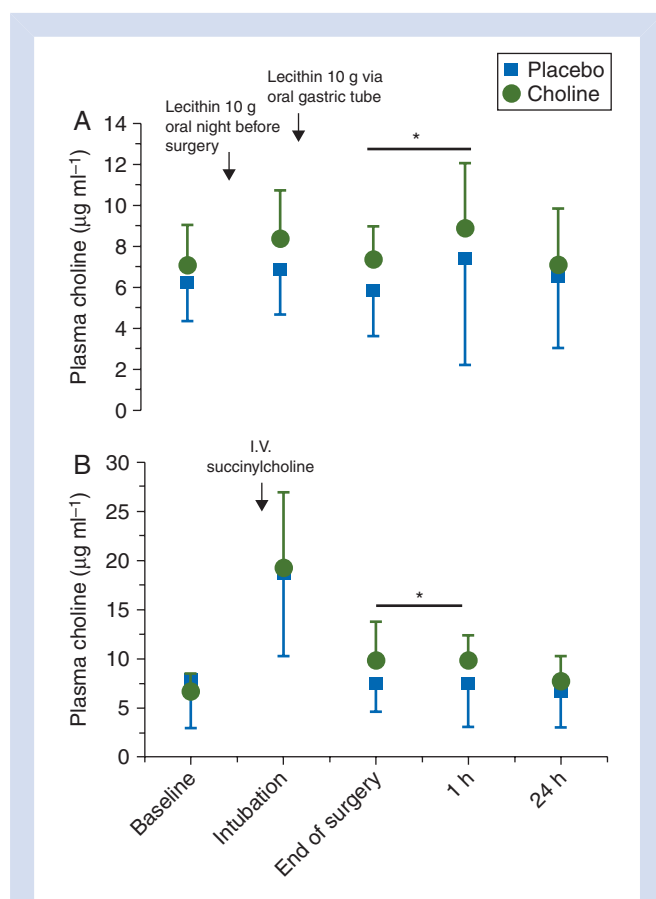 Placebo
Choline
Lecithin 10 g via
oral gastric tube
Lecithin 10 g
oral night before
surgery
A
14
12
10
8
6
4
2
0
*
Plasma choline (μg ml−1)
I.V.
succinylcholine
B
30
25
20
15
10
5
0
*
Plasma choline (μg ml−1)
Baseline
Intubation
End of surgery
1 h
24 h